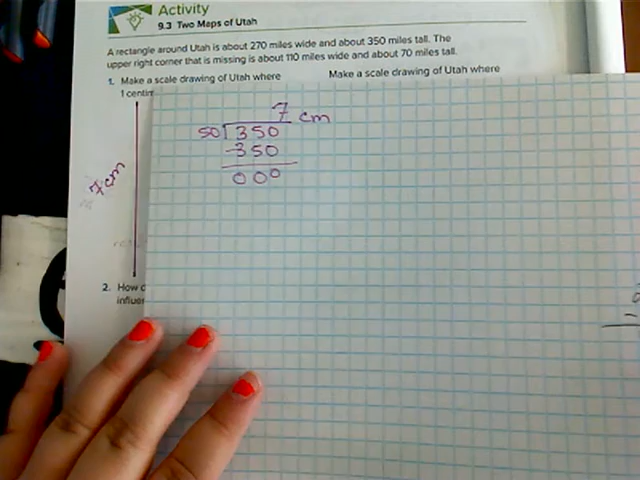 Activity
9.3 Two Maps of Utah
A rectangle around Utah is about 270 miles wide and about 350 miles tall. The
upper right corner that is missing is about 110 miles wide and about 70 miles tall.
1. Make a scale drawing of Utah where
1 centim
Make a scale drawing of Utah where
7 cm
50 350
-350
000
7cm
2. How
influe